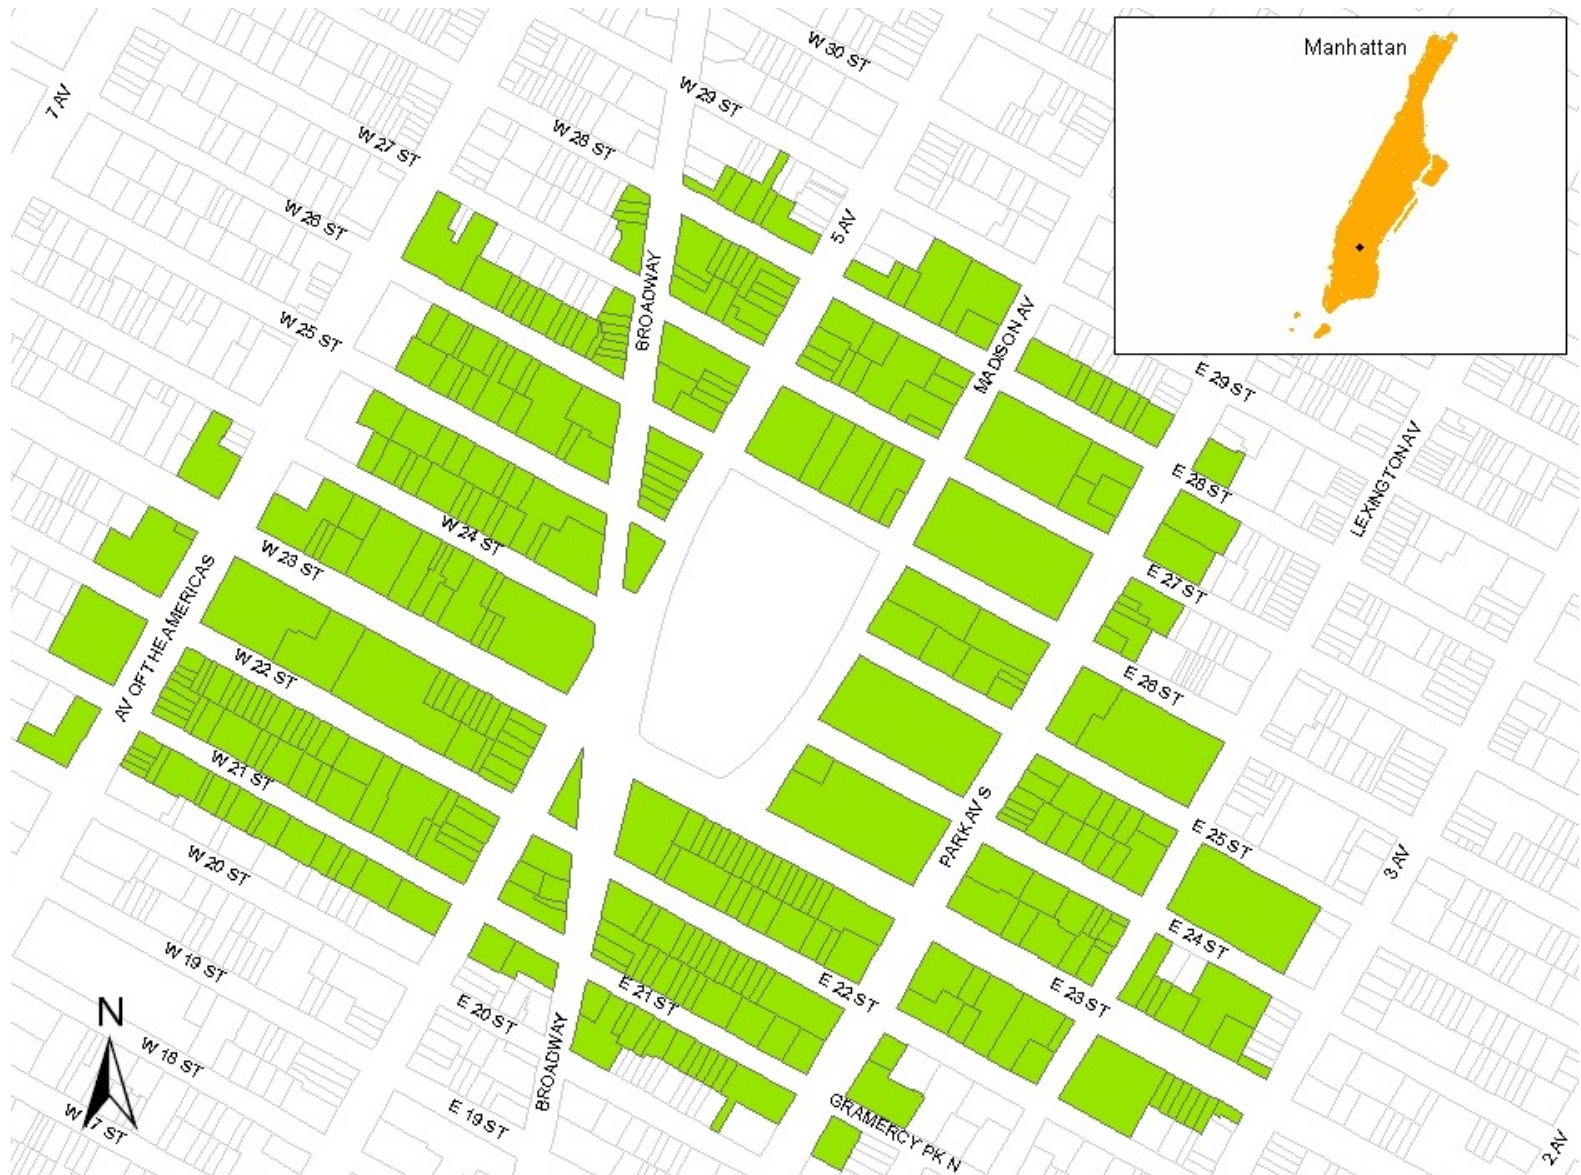 Manhattan
W 30 ST
W 29 ST
7 AV
W 28 ST
W 27 ST
W 26 ST
5 AV
BROADWAY
W 25 ST
MADISON AV
E 29 ST
LEXINGTON AV
E 28 ST
W 24 ST
W 23 ST
E 27 ST
AV OF THE AMERICAS
W 22 ST
E 26 ST
W 21 ST
PARK AV S
E 25 ST
3 AV
W 20 ST
E 24 ST
W 19 ST
E 21 ST
E 22 ST
E 23 ST
N
E 20 ST
BROADWAY
W 18 ST
W 7 ST
E 19 ST
GRAMERCY PK N
2 AV